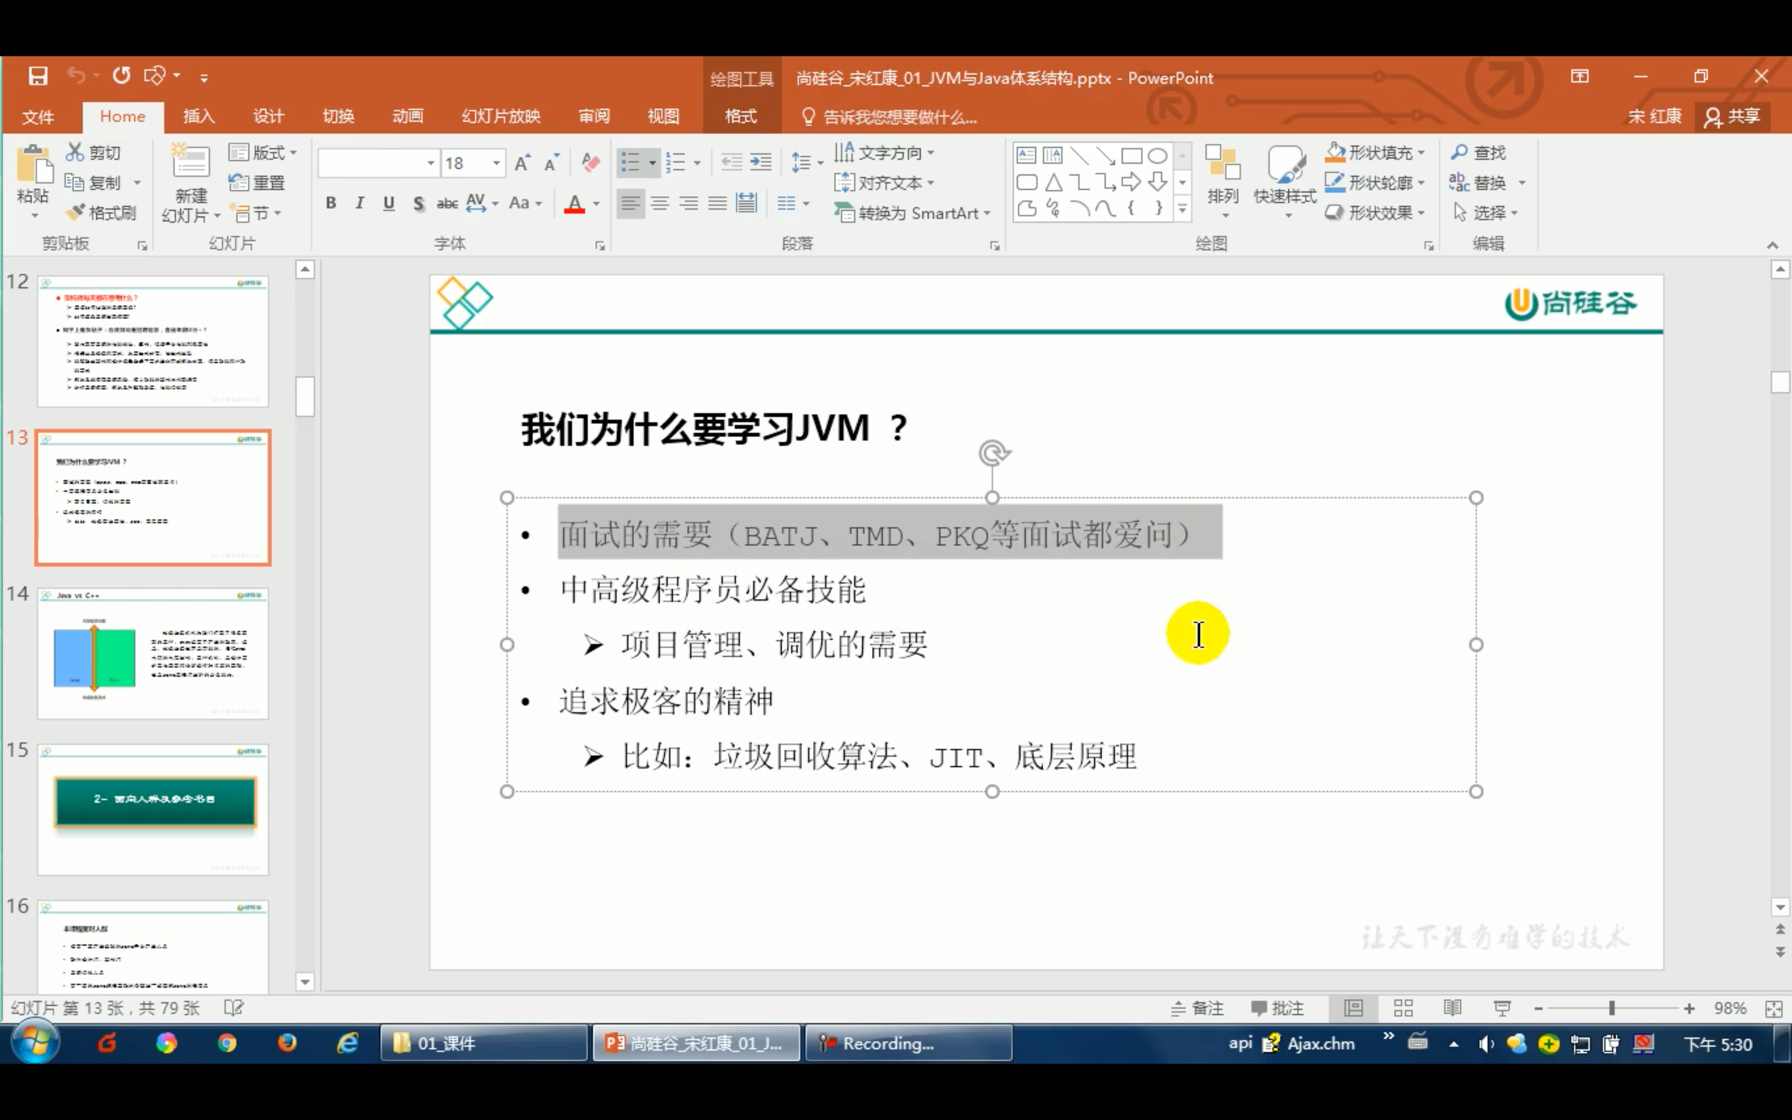 绘图工具
尚硅谷_宋红康_01_JVM与Java体系结构.pptx - PowerPoint
文件
Home
插入
设计
切换
动画
幻灯片放映
审阅
视图
格式
告诉我您想要做什么...
宋 红康
共享
粘贴
剪切
复制
格式刷
剪贴板
新建
幻灯片
版式
重置
节
幻灯片
18
B I U S abc AV Aa A
字体
文字方向
对齐文本
转换为 SmartArt
段落
排列
快速样式
形状填充
形状轮廓
形状效果
绘图
查找
替换
选择
编辑
12
13
我们为什么要学习JVM ?
14
Java vs C++
15
2- 面向人群及参考书目
16
本课程面对人群
尚硅谷
我们为什么要学习JVM ?
• 面试的需要（BATJ、TMD、PKQ等面试都爱问）
• 中高级程序员必备技能
➢ 项目管理、调优的需要
• 追求极客的精神
➢ 比如：垃圾回收算法、JIT、底层原理
让天下没有难学的技术
幻灯片 第 13 张，共 79 张
备注
批注
98%
01_课件
尚硅谷_宋红康_01_J...
Recording...
api
Ajax.chm
下午 5:30